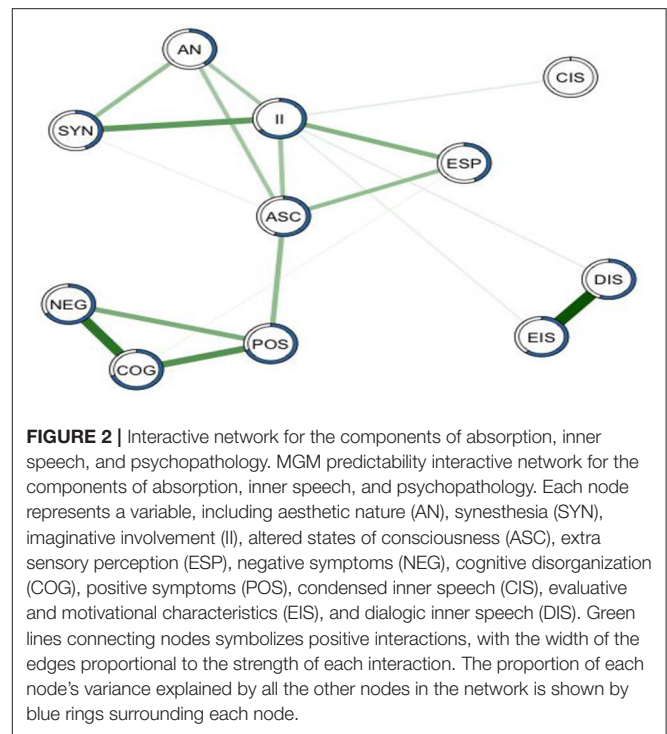 AN
CIS
II
SYN
ESP
ASC
DIS
NEG
EIS
POS
COG
FIGURE 2 | Interactive network for the components of absorption, inner
speech, and psychopathology. MGM predictability interactive network for the
components of absorption, inner speech, and psychopathology. Each node
represents a variable, including aesthetic nature (AN), synesthesia (SYN),
imaginative involvement (II), altered states of consciousness (ASC), extra
sensory perception (ESP), negative symptoms (NEG), cognitive disorganization
(COG), positive symptoms (POS), condensed inner speech (CIS), evaluative
and motivational characteristics (EIS), and dialogic inner speech (DIS). Green
lines connecting nodes symbolizes positive interactions, with the width of the
edges proportional to the strength of each interaction. The proportion of each
node's variance explained by all the other nodes in the network is shown by
blue rings surrounding each node.